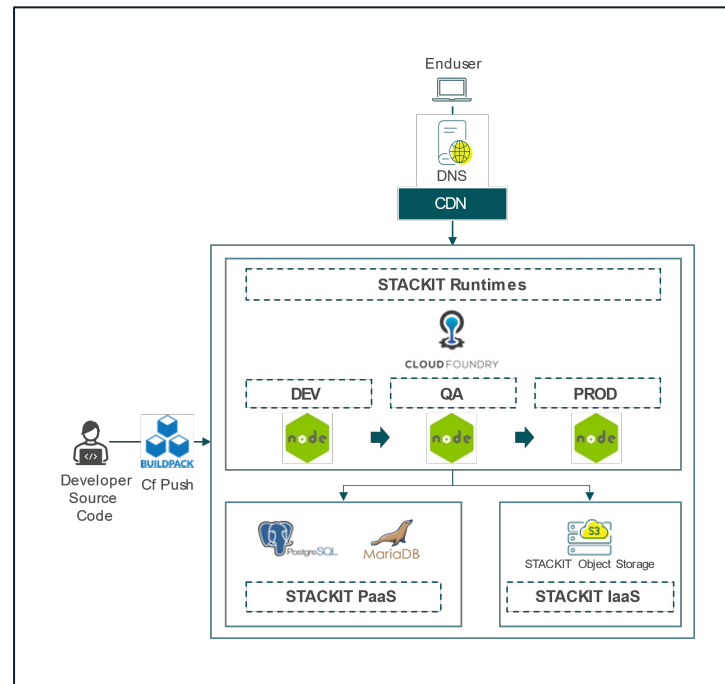 Enduser
DNS
CDN
STACKIT Runtimes
CLOUD FOUNDRY
DEV
QA
PROD
node
node
node
BUILDPACK
Developer
Source
Code
Cf Push
PostgreSQL
MariaDB
S3
STACKIT Object Storage
STACKIT PaaS
STACKIT IaaS